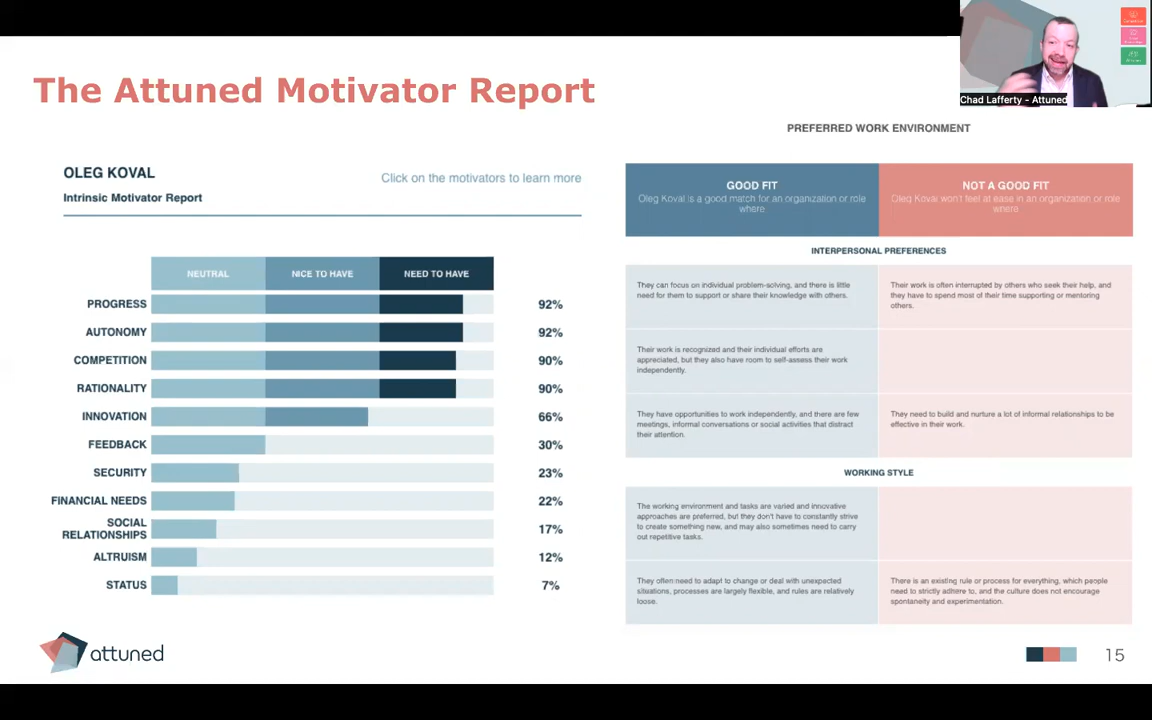 The Attuned Motivator Report
Chad Lafferty - Attuned
OLEG KOVAL
Intrinsic Motivator Report
Click on the motivators to learn more
NEUTRAL
NICE TO HAVE
NEED TO HAVE
PROGRESS
92%
AUTONOMY
92%
COMPETITION
90%
RATIONALITY
90%
INNOVATION
66%
FEEDBACK
30%
SECURITY
23%
FINANCIAL NEEDS
22%
SOCIAL
RELATIONSHIPS
17%
ALTRUISM
12%
STATUS
7%
PREFERRED WORK ENVIRONMENT
GOOD FIT
Oleg Koval is a good match for an organization or role
where
NOT A GOOD FIT
Oleg Koval won't feel at ease in an organization or role
where
INTERPERSONAL PREFERENCES
They can focus on individual problem-solving, and there is little
need for them to support or share their knowledge with others.
Their work is often interrupted by others who seek their help, and
they have to spend most of their time supporting or mentoring
others.
Their work is recognized and their individual efforts are
appreciated, but they also have room to self-assess their work
independently.
They have opportunities to work independently, and there are few
meetings, informal conversations or social activities that distract
their attention.
They need to build and nurture a lot of informal relationships to be
effective in their work.
WORKING STYLE
The working environment and tasks are varied and innovative
approaches are preferred, but they don't have to constantly strive
to create something new, and may also sometimes need to carry
out repetitive tasks.
They often need to adapt to change or deal with unexpected
situations, processes are largely flexible, and rules are relatively
loose.
There is an existing rule or process for everything, which people
need to strictly adhere to, and the culture does not encourage
spontaneity and experimentation.
attuned
15